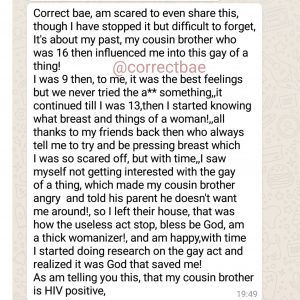 Correct bae, am scared to even share this,
though I have stopped it but difficult to forget,
It's about my past, my cousin brother who
was 16 then influenced me into this gay of a
thing!
@correctbae
I was 9 then, to me, it was the best feelings
but we never tried the a** something,,it
continued till I was 13,then I started knowing
what breast and things of a woman!,,all
thanks to my friends back then who always
tell me to try and be pressing breast which
I was so scared off, but with time,,I saw
myself not getting interested with the gay
of a thing, which made my cousin brother
angry and told his parent he doesn't want
me around!, so I left their house, that was
how the useless act stop, bless be God, am
a thick womanizer!, and am happy,with time
I started doing research on the gay act and
realized it was God that saved me!
As am telling you this, that my cousin brother
is HIV positive,
19:49